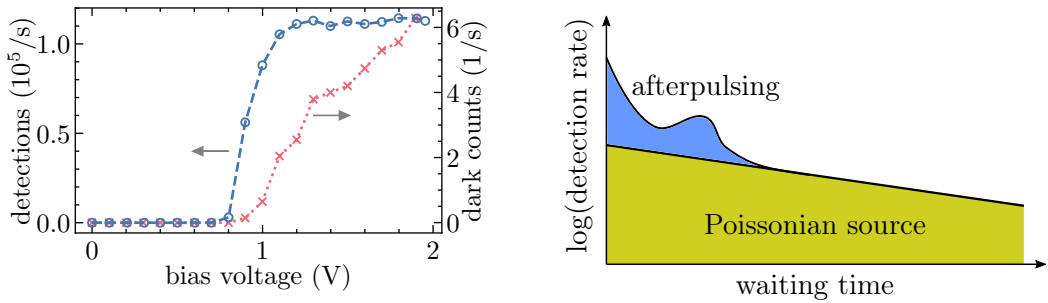 detections (10⁵/s)
1.0
0.5
0.0
0
1
2
bias voltage (V)
6
4
2
0
dark counts (1/s)
log(detection rate)
afterpulsing
Poissonian source
waiting time